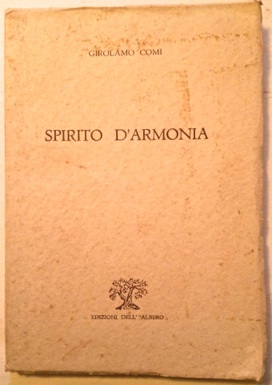 GIROLAMO COMI
SPIRITO D'ARMONIA
EDIZIONI DELL' "ALBERO"